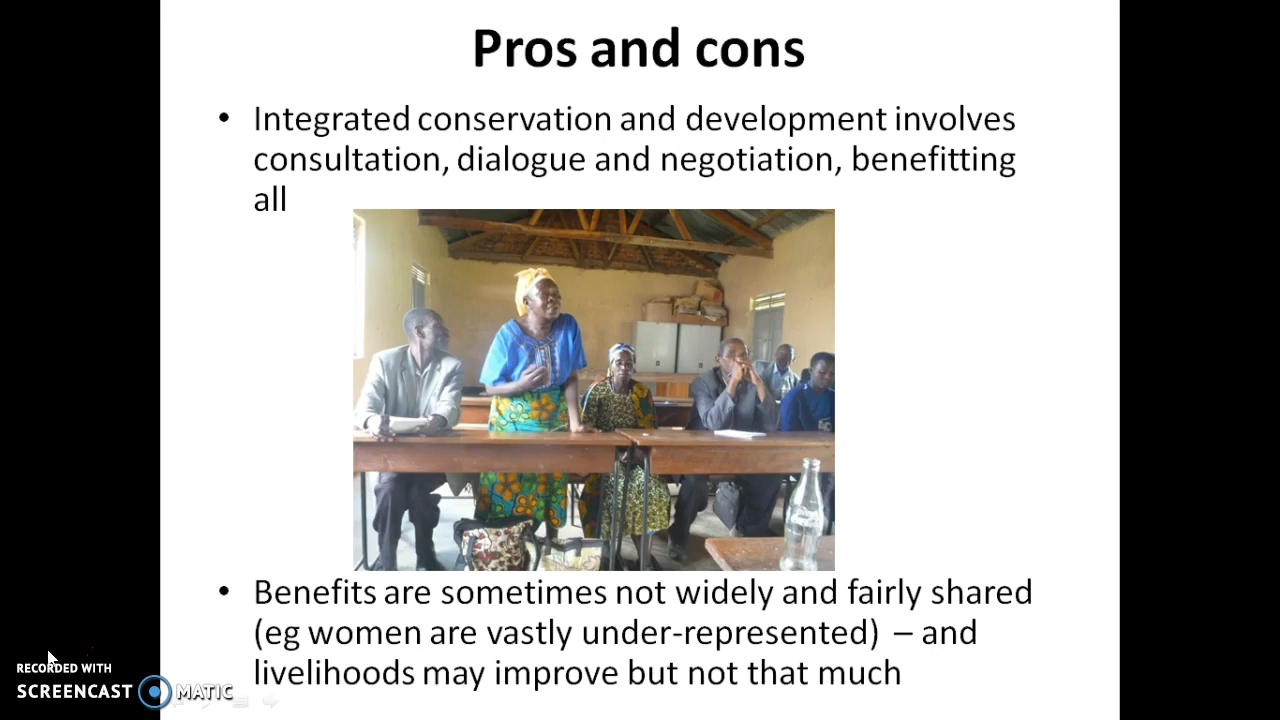 Pros and cons
• Integrated conservation and development involves
consultation, dialogue and negotiation, benefitting
all
• Benefits are sometimes not widely and fairly shared
(eg women are vastly under-represented) – and
livelihoods may improve but not that much
RECORDED WITH
SCREENCAST MATIC